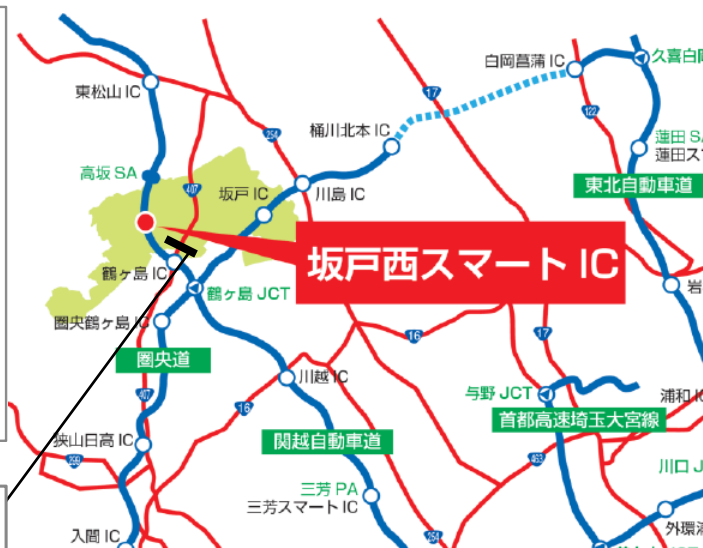 白岡菖蒲 IC
久喜白岡
東松山 IC
17
122
桶川北本 IC
254
蓮田 SA
蓮田ス
高坂 SA
東北自動車道
407
坂戸 IC
川島 IC
坂戸西スマート IC
鶴ヶ島 IC
鶴ヶ島 JCT
岩
圏央鶴ヶ島 IC
16
17
圏央道
川越 IC
407
16
与野 JCT
浦和 IC
首都高速埼玉大宮線
狭山日高 IC
関越自動車道
299
463
川口 J
三芳 PA
三芳スマート IC
外環
入間 IC
254